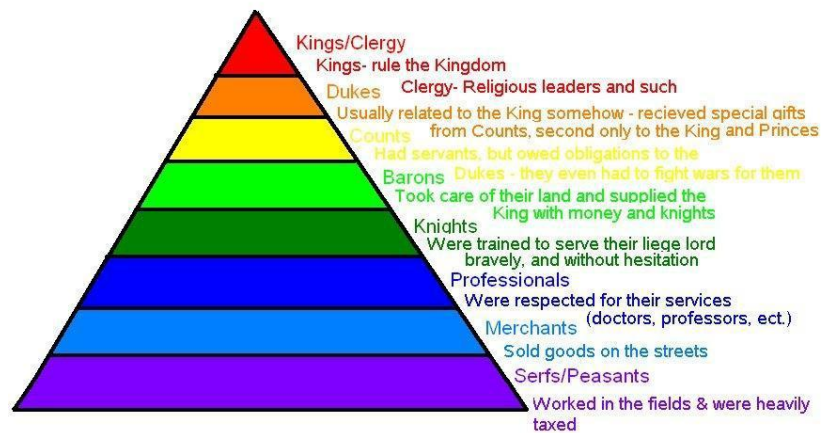 Kings/Clergy
Kings- rule the Kingdom
Clergy- Religious leaders and such
Dukes
Usually related to the King somehow - recieved special gifts
from Counts, second only to the King and Princes
Counts
Had servants, but owed obligations to the
Dukes - they even had to fight wars for them
Barons
Took care of their land and supplied the
King with money and knights
Knights
Were trained to serve their liege lord
bravely, and without hesitation
Professionals
Were respected for their services
(doctors, professors, ect.)
Merchants
Sold goods on the streets
Serfs/Peasants
Worked in the fields & were heavily
taxed